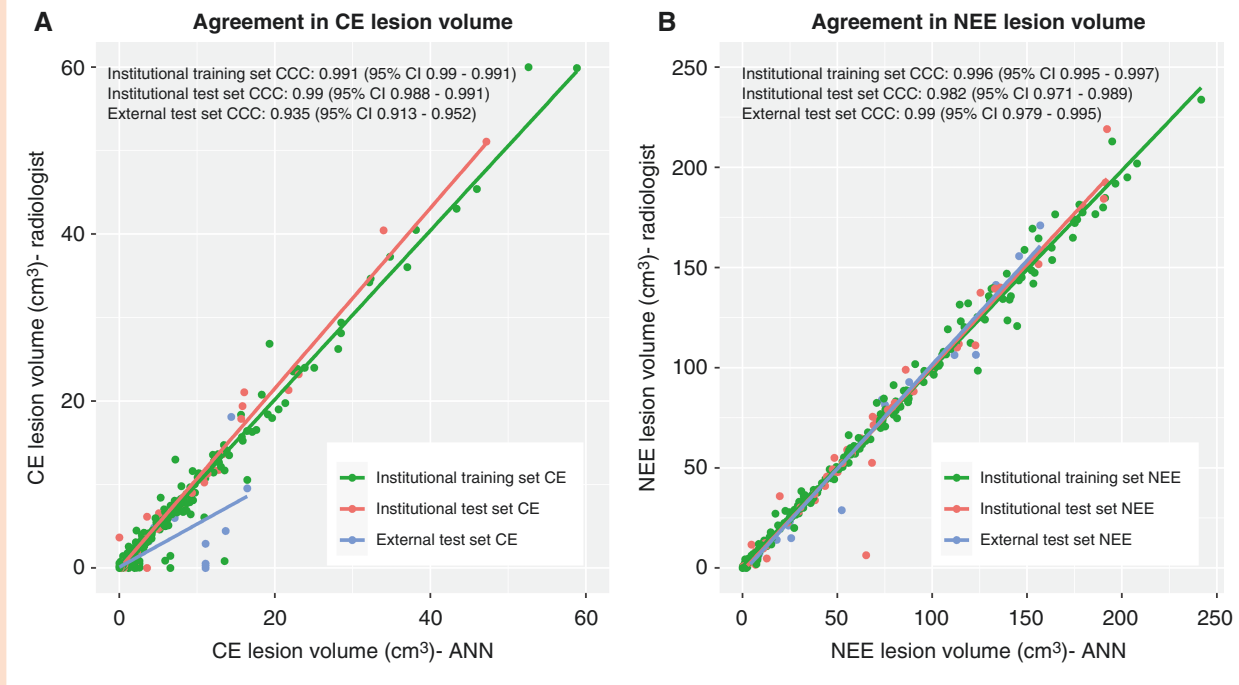 A
Agreement in CE lesion volume
Institutional training set CCC: 0.991 (95% CI 0.99 - 0.991)
Institutional test set CCC: 0.99 (95% CI 0.988 - 0.991)
External test set CCC: 0.935 (95% CI 0.913 - 0.952)
CE lesion volume (cm³)- radiologist
60
40
20
0
Institutional training set CE
Institutional test set CE
External test set CE
0 20 40 60
CE lesion volume (cm³)- ANN
B
Agreement in NEE lesion volume
Institutional training set CCC: 0.996 (95% CI 0.995 - 0.997)
Institutional test set CCC: 0.982 (95% CI 0.971 - 0.989)
External test set CCC: 0.99 (95% CI 0.979 - 0.995)
NEE lesion volume (cm³)- radiologist
250
200
150
100
50
0
Institutional training set NEE
Institutional test set NEE
External test set NEE
0 50 100 150 200 250
NEE lesion volume (cm³)- ANN